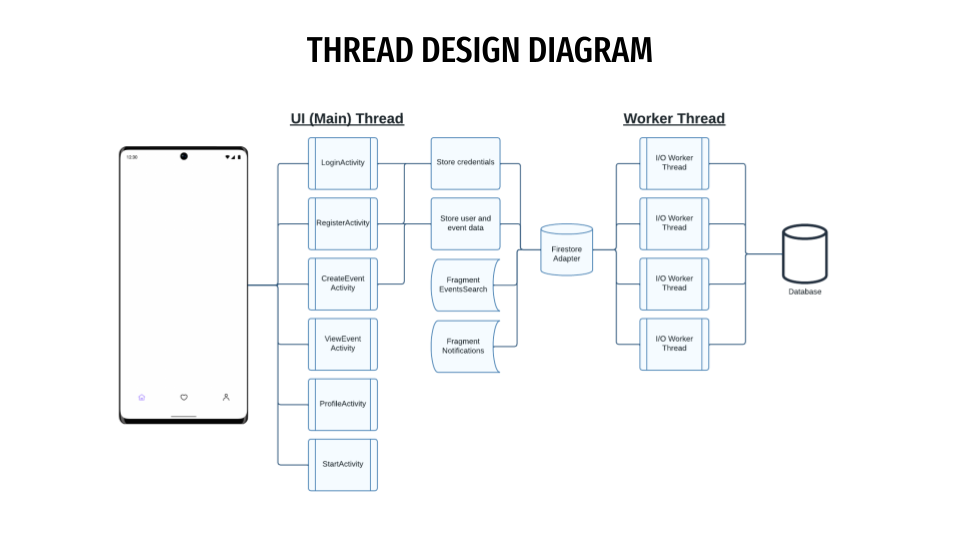 THREAD DESIGN DIAGRAM
UI (Main) Thread
Worker Thread
LoginActivity
RegisterActivity
CreateEvent
Activity
ViewEvent
Activity
ProfileActivity
StartActivity
Store credentials
Store user and
event data
Fragment
EventsSearch
Fragment
Notifications
Firestore
Adapter
I/O Worker
Thread
I/O Worker
Thread
I/O Worker
Thread
I/O Worker
Thread
Database